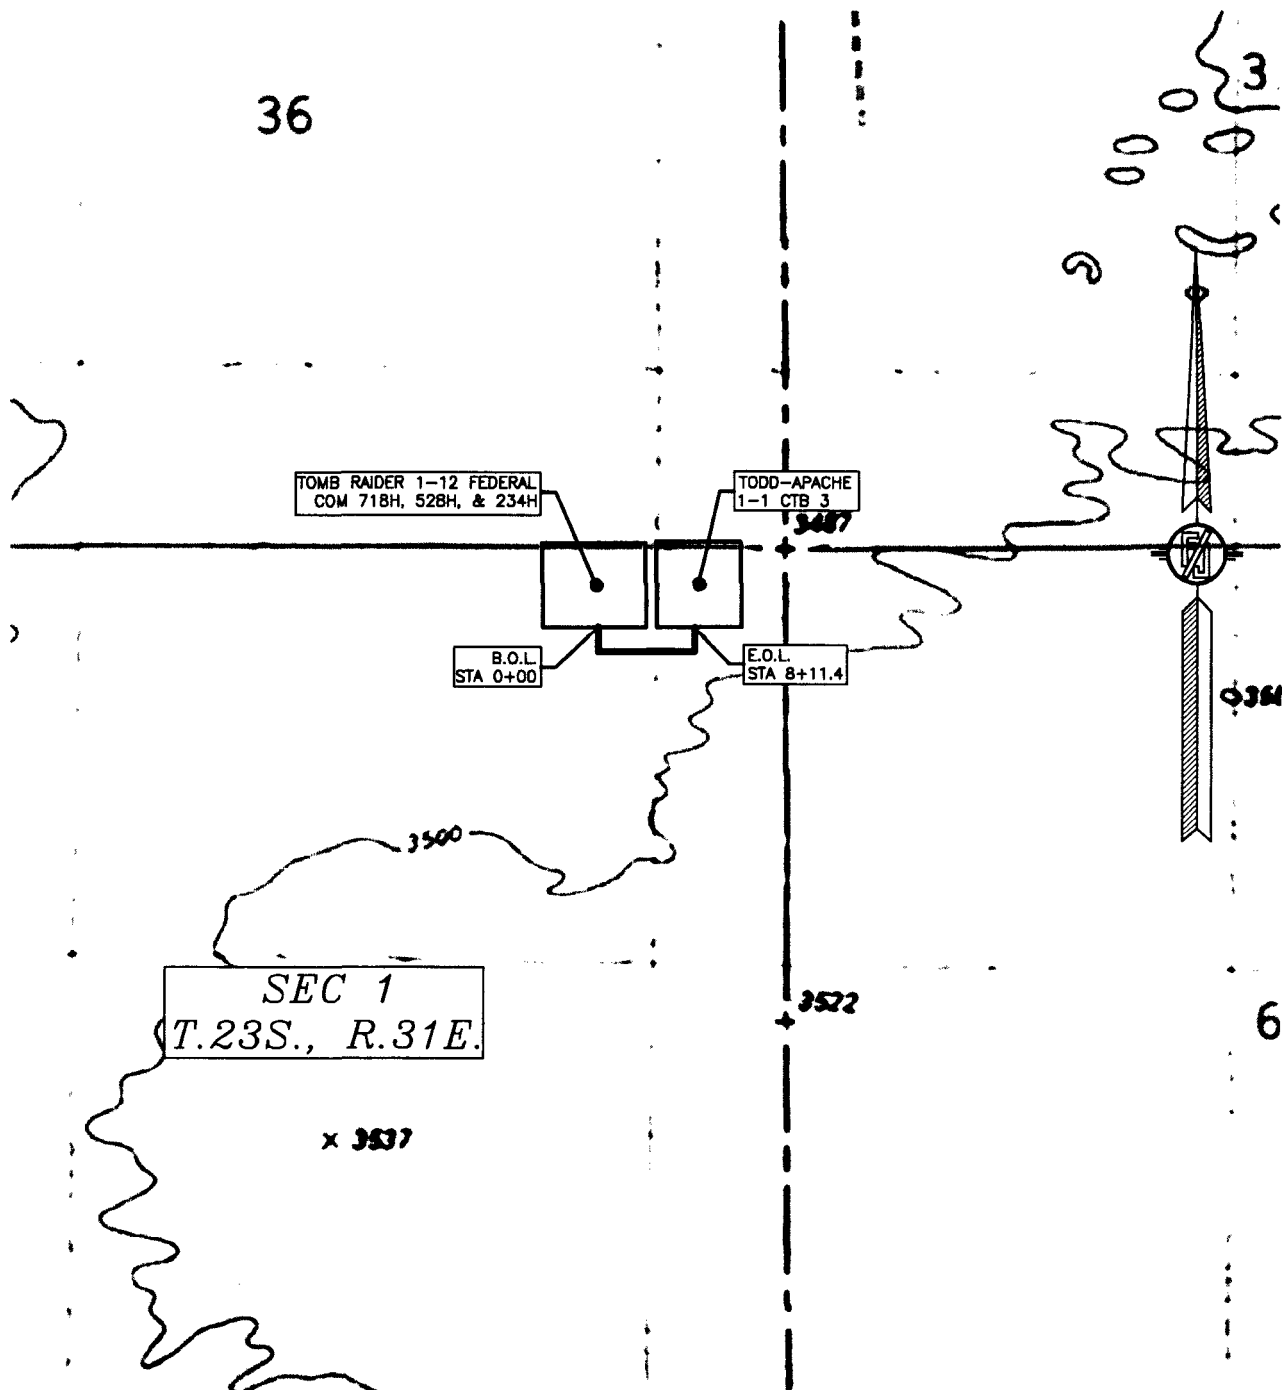 36
3
TOMB RAIDER 1-12 FEDERAL
COM 718H, 528H, & 234H
TODD-APACHE
1-1 CTB 3
3487
B.O.L.
STA 0+00
E.O.L.
STA 8+11.4
3500
SEC 1
T.23S., R.31E.
3522
6
x 3537